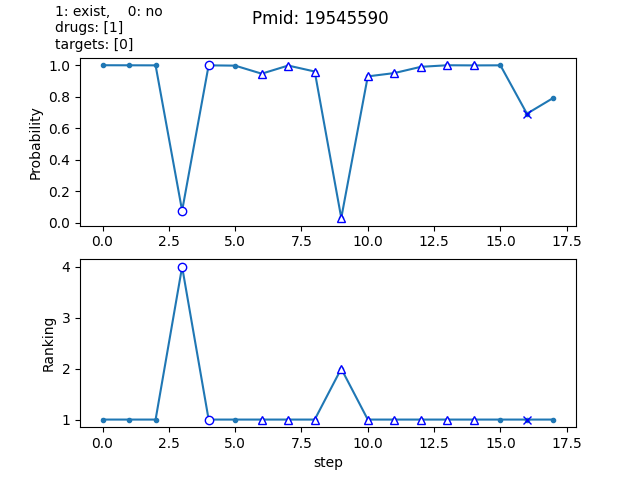 1: exist,    0: no
drugs: [1]
targets: [0]
Pmid: 19545590
Probability
1.0
0.8
0.6
0.4
0.2
0.0
0.0 2.5 5.0 7.5 10.0 12.5 15.0 17.5
Ranking
4
3
2
1
0.0 2.5 5.0 7.5 10.0 12.5 15.0 17.5
step